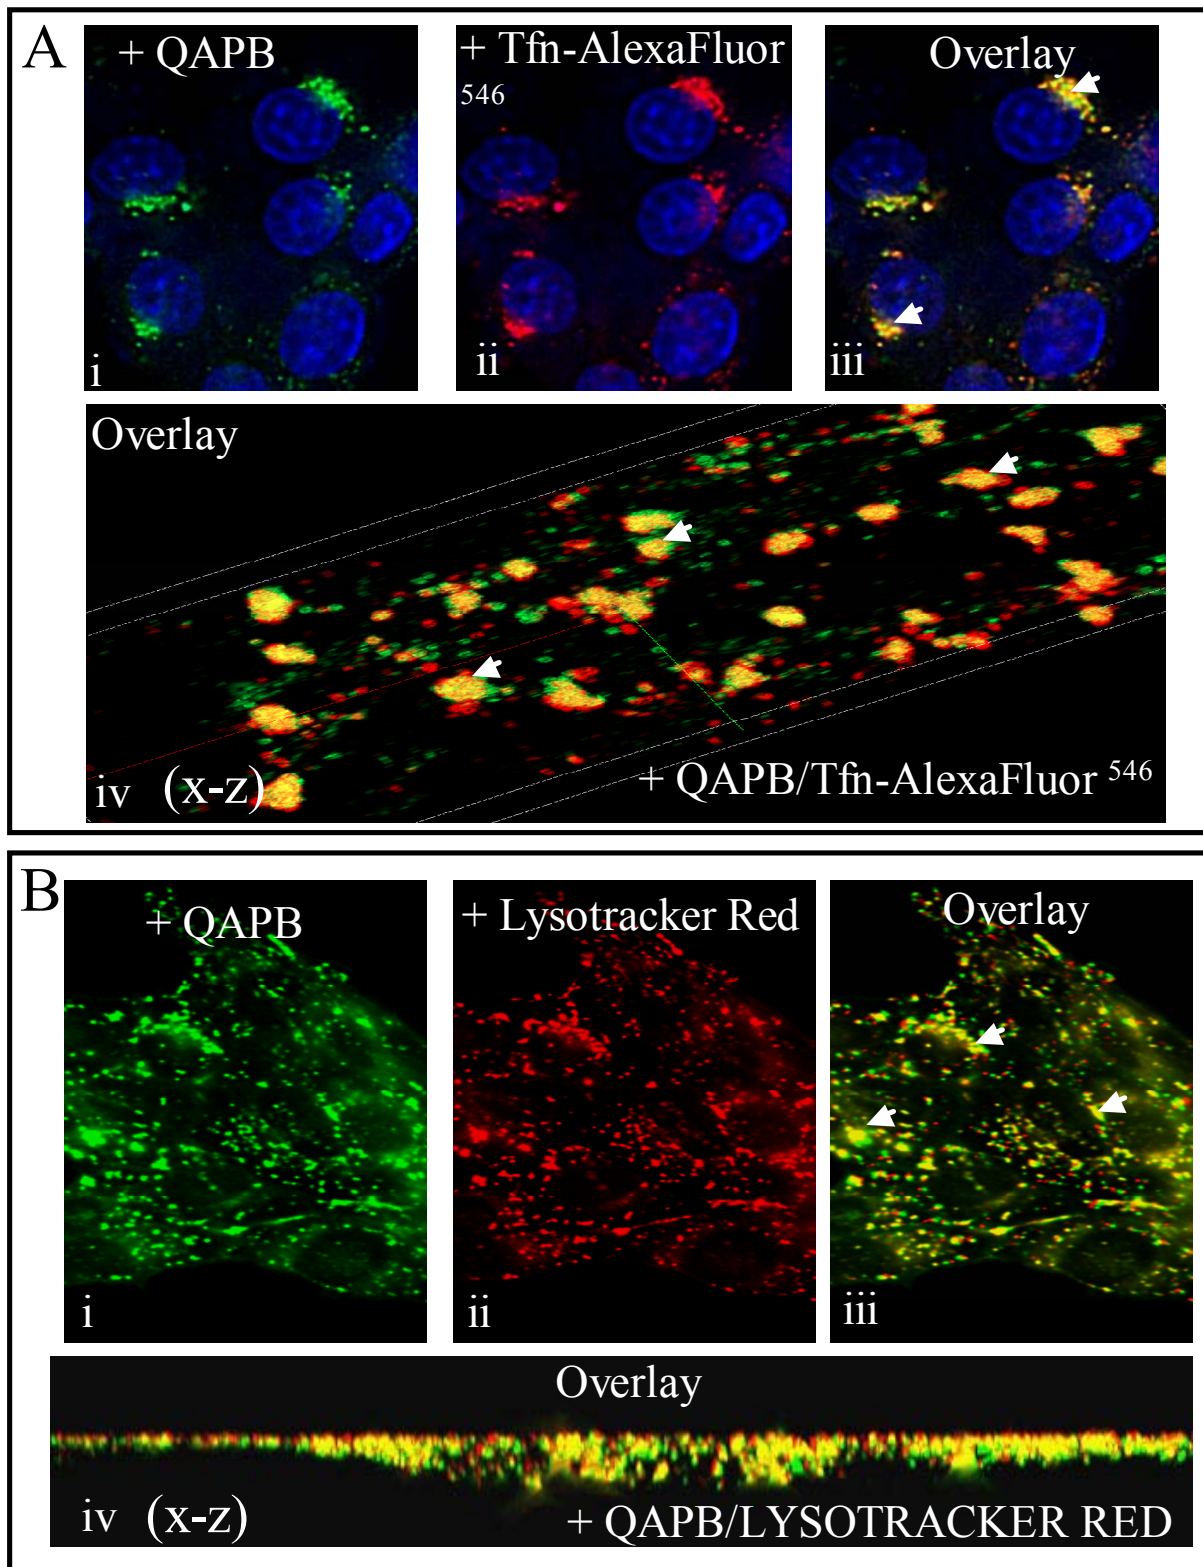 A
+ QAPB
+ Tfn-AlexaFluor
546
Overlay
i
ii
iii
Overlay
iv (x-z)
+ QAPB/Tfn-AlexaFluor 546
B
+ QAPB
+ Lysotracker Red
Overlay
i
ii
iii
Overlay
iv (x-z)
+ QAPB/LYSOTRACKER RED